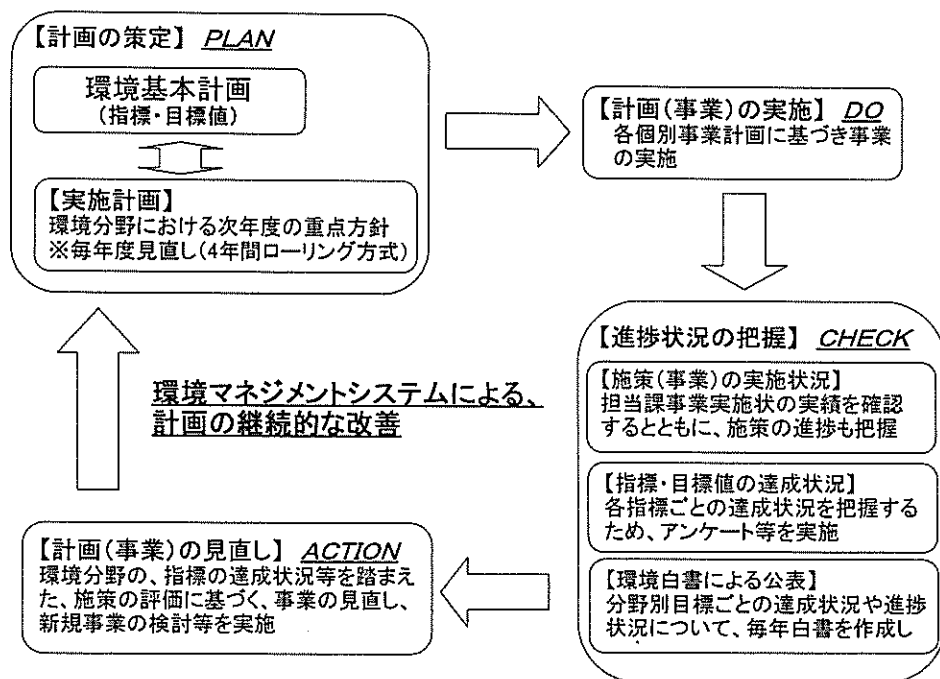 【計画の策定】 PLAN
環境基本計画
(指標・目標値)
【実施計画】
環境分野における次年度の重点方針
※毎年度見直し(4年間ローリング方式)
【計画(事業)の実施】 DO
各個別事業計画に基づき事業
の実施
【進捗状況の把握】 CHECK
【施策(事業)の実施状況】
担当課事業実施状の実績を確認
するとともに、施策の進捗も把握
【指標・目標値の達成状況】
各指標ごとの達成状況を把握する
ため、アンケート等を実施
【環境白書による公表】
分野別目標ごとの達成状況や進捗
状況について、毎年白書を作成し
環境マネジメントシステムによる、
計画の継続的な改善
【計画(事業)の見直し】 ACTION
環境分野の、指標の達成状況等を踏まえ
た、施策の評価に基づく、事業の見直し、
新規事業の検討等を実施